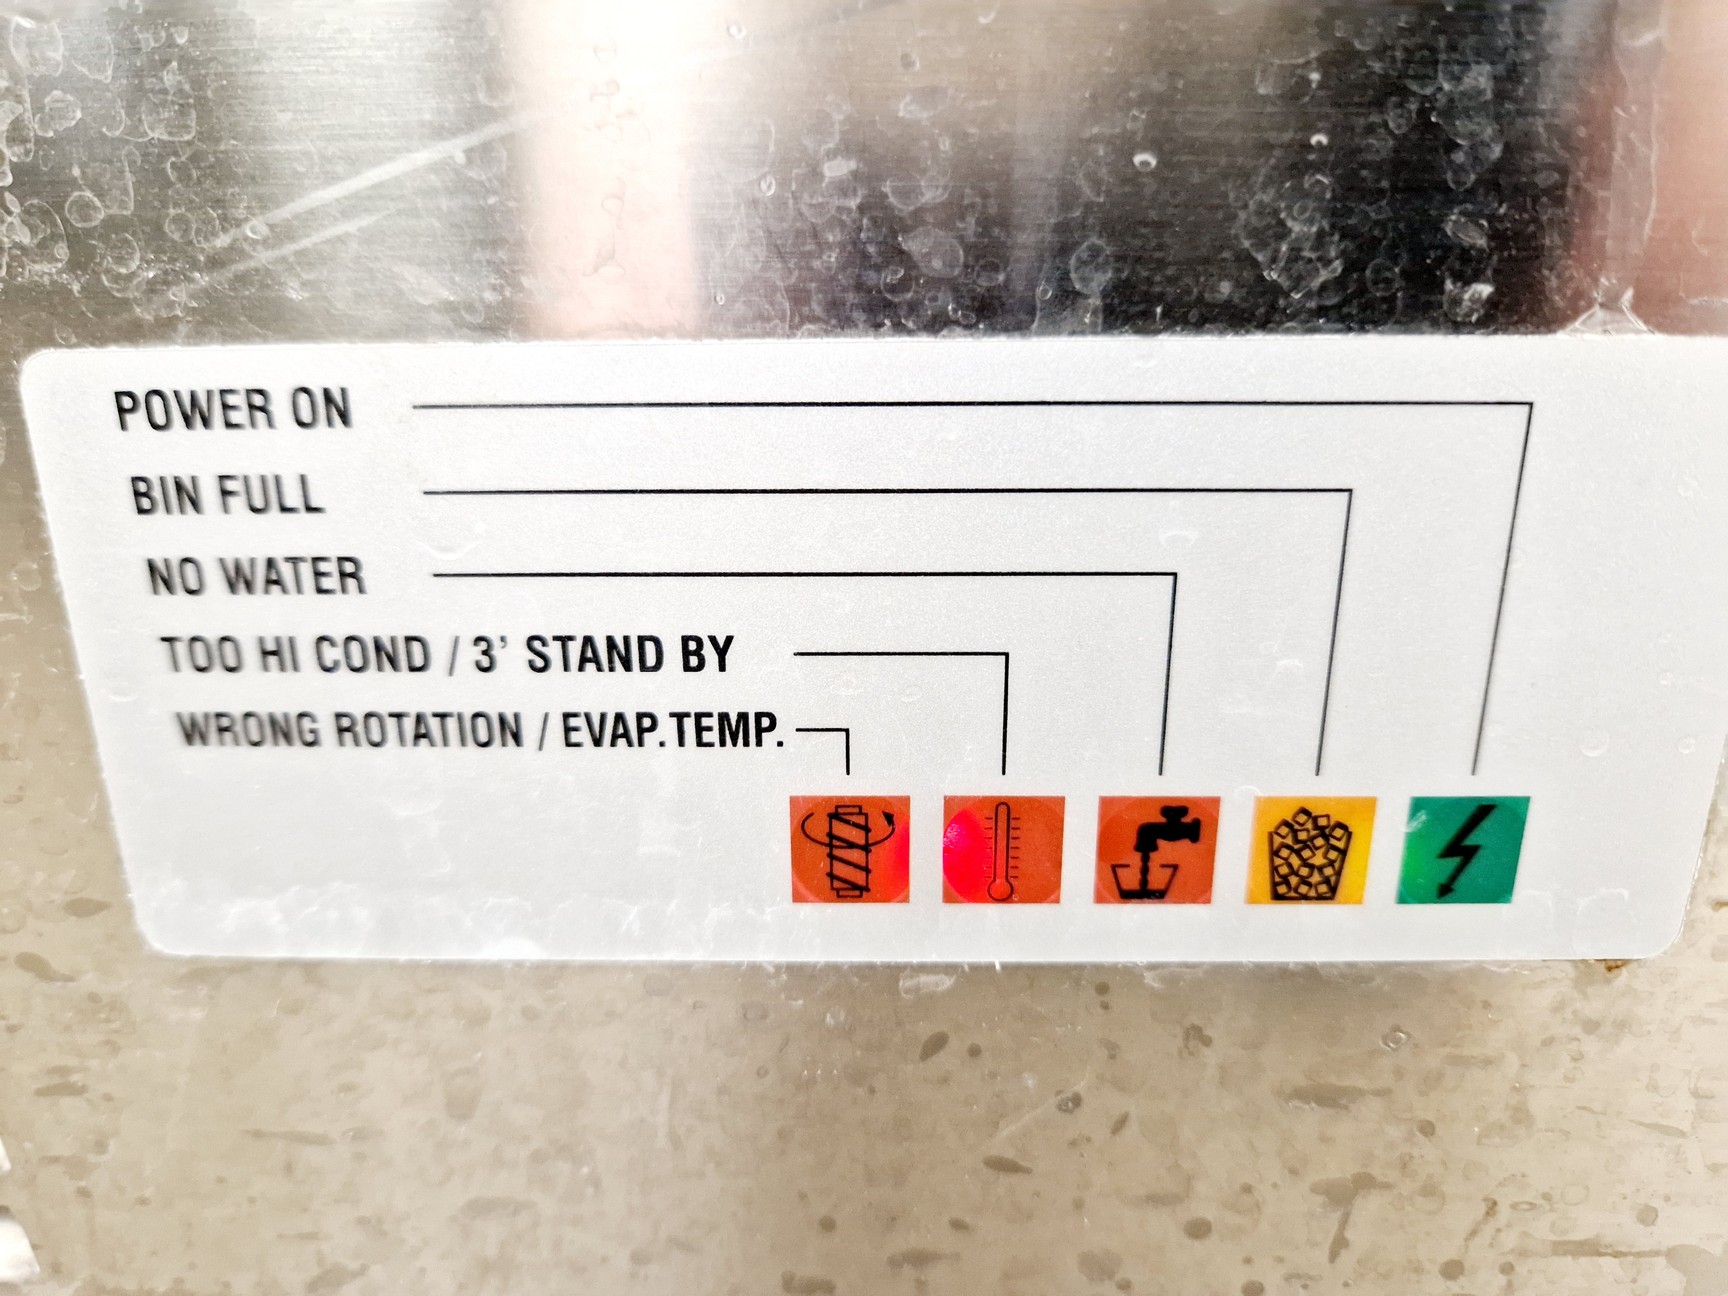 POWER ON
BIN FULL
NO WATER
TOO HI COND / 3’ STAND BY
WRONG ROTATION / EVAP.TEMP.